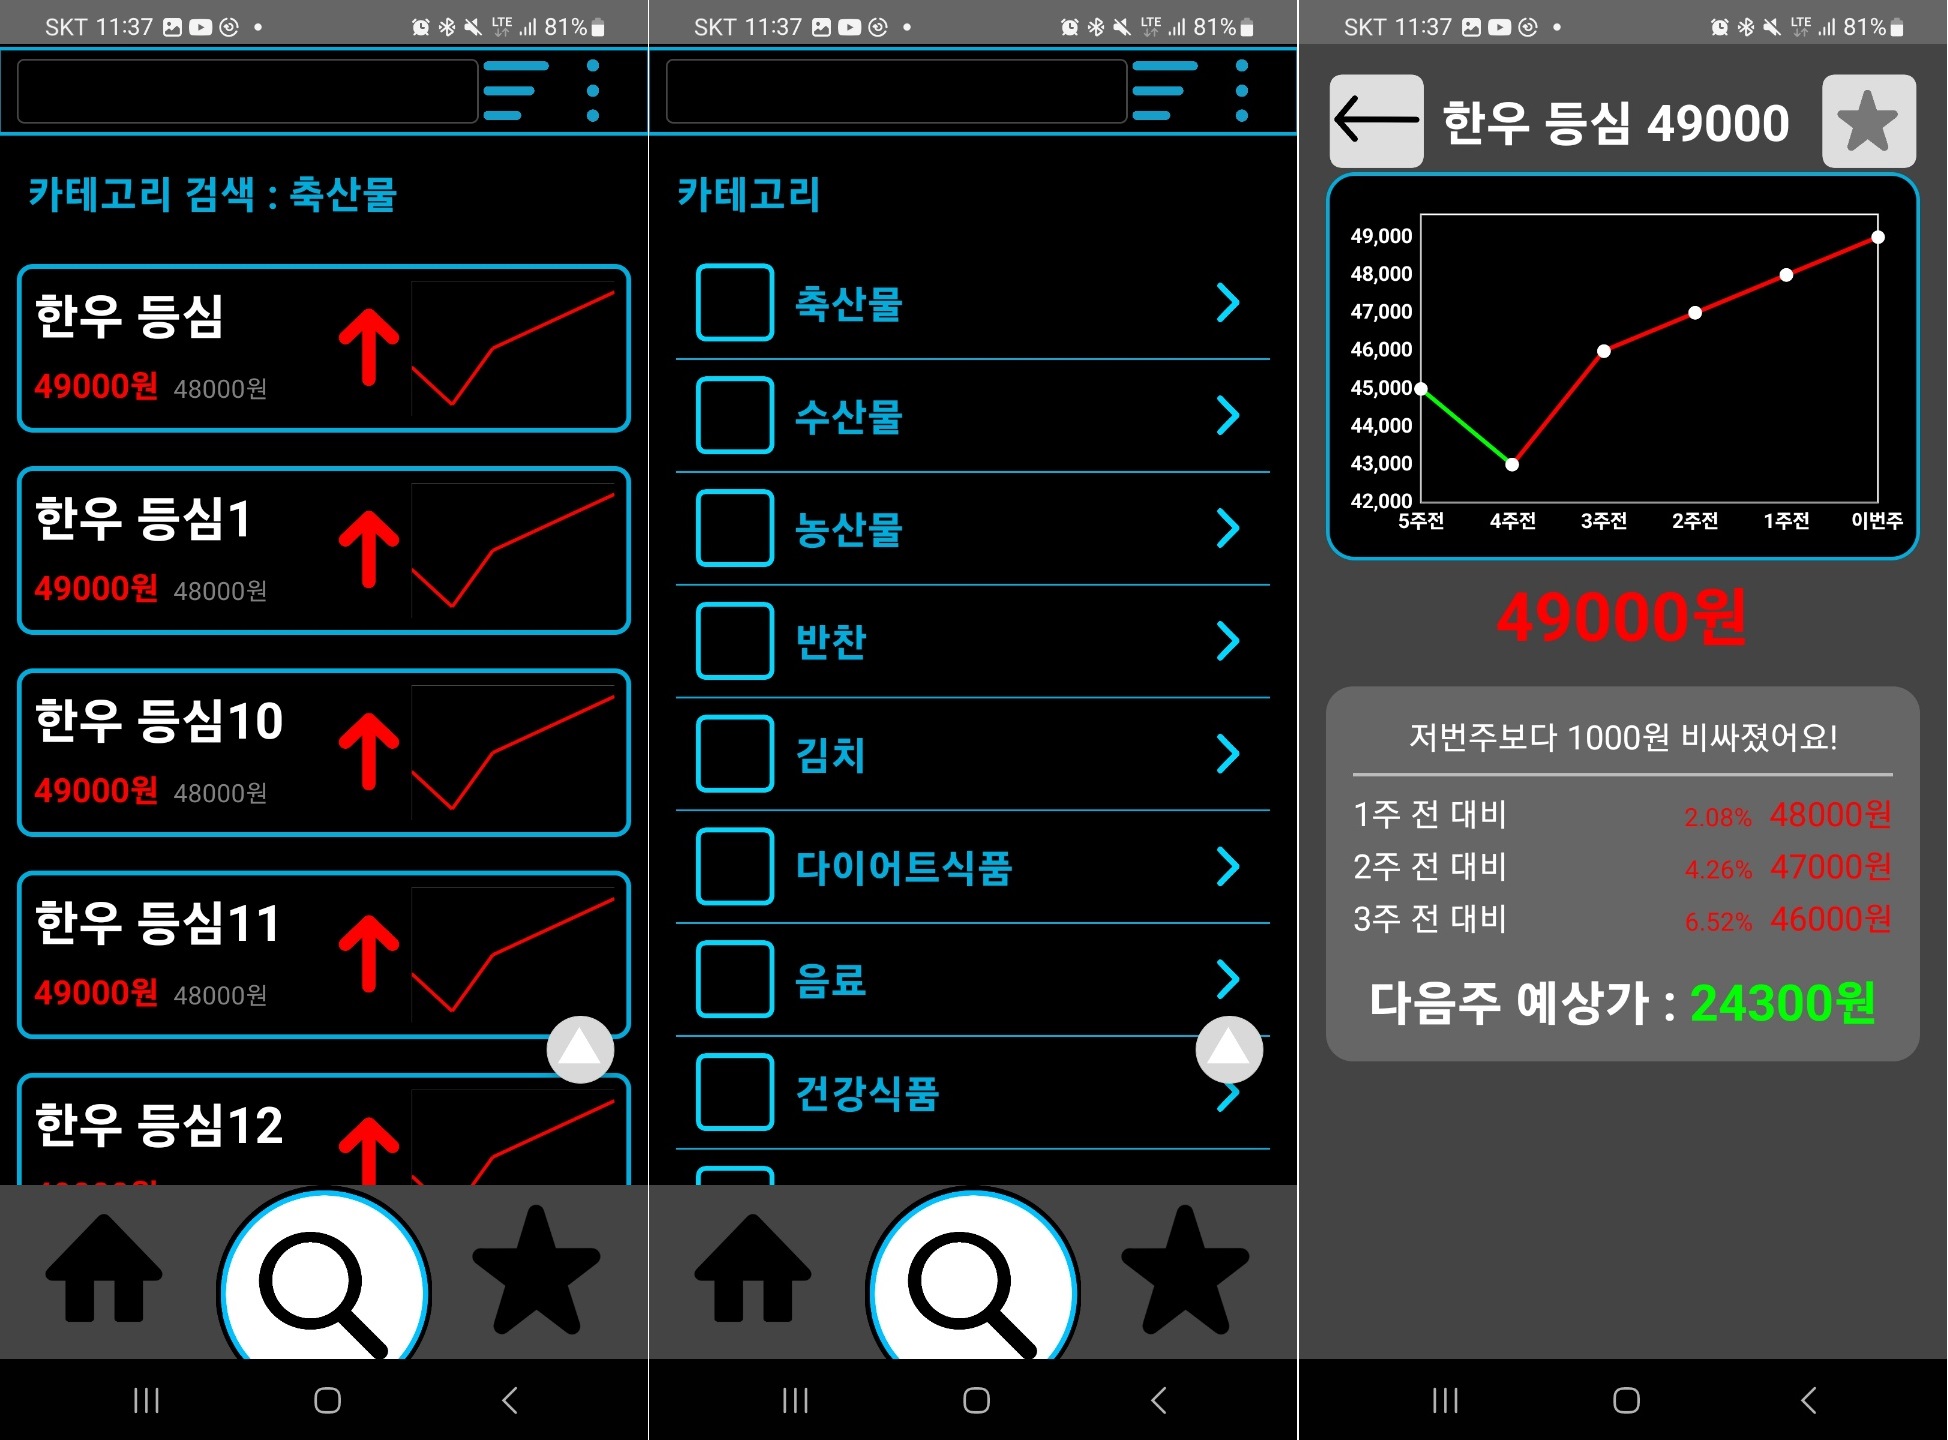 SKT 11:37 LTE 81%
카테고리 검색 : 축산물
한우 등심
49000원 48000원
한우 등심1
49000원 48000원
한우 등심10
49000원 48000원
한우 등심11
49000원 48000원
한우 등심12
SKT 11:37 LTE 81%
카테고리
축산물
수산물
농산물
반찬
김치
다이어트식품
음료
건강식품
SKT 11:37 LTE 81%
한우 등심 49000
49,000
48,000
47,000
46,000
45,000
44,000
43,000
42,000
5주전 4주전 3주전 2주전 1주전 이번주
49000원
저번주보다 1000원 비싸졌어요!
1주 전 대비 2.08% 48000원
2주 전 대비 4.26% 47000원
3주 전 대비 6.52% 46000원
다음주 예상가 : 24300원